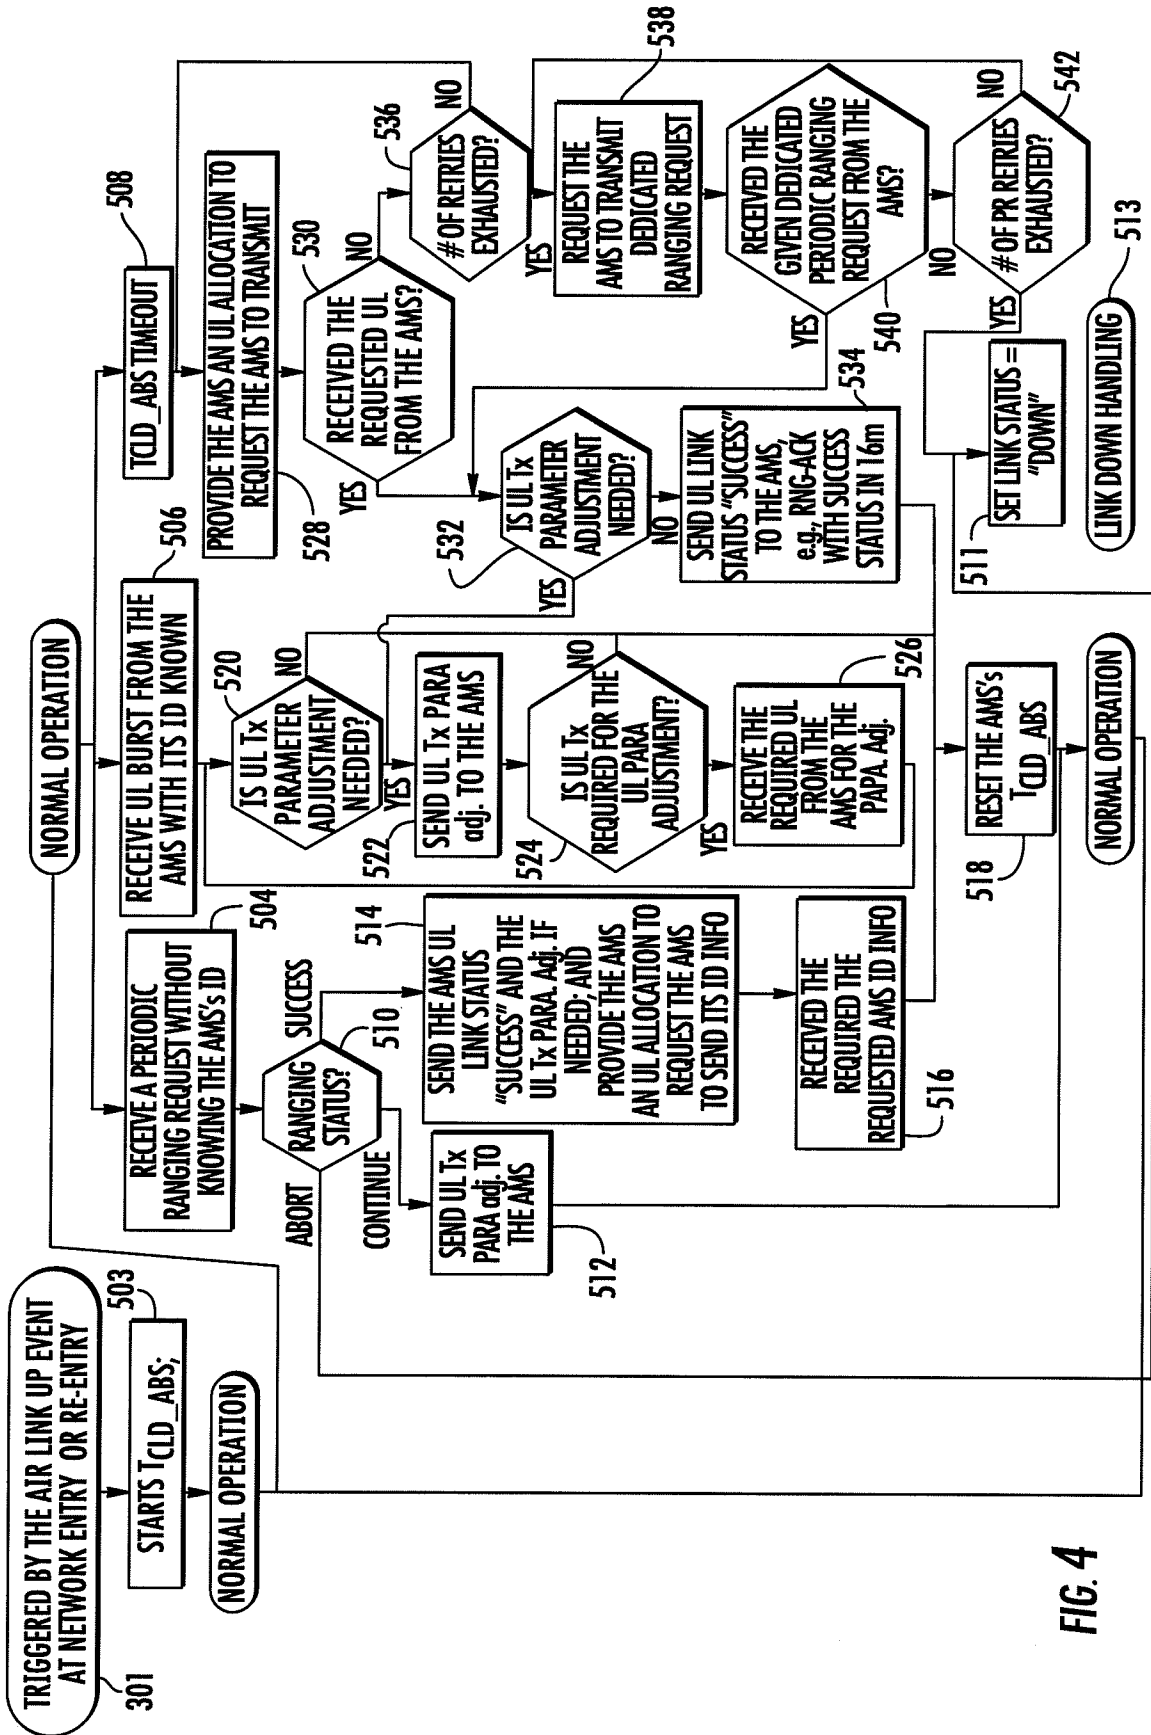 TRIGGERED BY THE AIR LINK UP EVENT
AT NETWORK ENTRY OR RE-ENTRY
301
STARTS TCLD_ABS;
503
NORMAL OPERATION
NORMAL OPERATION
RECEIVE A PERIODIC
RANGING REQUEST WITHOUT
KNOWING THE AMS's ID
504
RANGING
STATUS?
510
ABORT
CONTINUE
SUCCESS
SEND UL Tx
PARA adj. TO
THE AMS
512
SEND THE AMS UL
LINK STATUS
"SUCCESS" AND THE
UL Tx PARA. Adj. IF
NEEDED; AND
PROVIDE THE AMS
AN UL ALLOCATION TO
REQUEST THE AMS
TO SEND ITS ID INFO
514
RECEIVED THE
REQUIRED THE
REQUESTED AMS ID INFO
516
RECEIVE UL BURST FROM THE
AMS WITH ITS ID KNOWN
506
IS UL Tx
PARAMETER
ADJUSTMENT
NEEDED?
520
NO
YES
SEND UL Tx PARA
adj. TO THE AMS
522
IS UL Tx
REQUIRED FOR THE
UL PARA
ADJUSTMENT?
524
NO
YES
RECEIVE THE
REQUIRED UL
FROM THE
AMS FOR THE
PAPA. Adj.
526
RESET THE AMS's
TCLD_ABS
518
NORMAL OPERATION
TCLD_ABS TIMEOUT
508
PROVIDE THE AMS AN UL ALLOCATION TO
REQUEST THE AMS TO TRANSMIT
528
RECEIVED THE
REQUESTED UL
FROM THE AMS?
530
YES
NO
IS UL Tx
PARAMETER
ADJUSTMENT
NEEDED?
532
YES
NO
SEND UL LINK
STATUS "SUCCESS"
TO THE AMS,
e.g., RNG-ACK
WITH SUCCESS
STATUS IN 16m
534
# OF RETRIES
EXHAUSTED?
536
NO
YES
REQUEST THE
AMS TO TRANSMIT
DEDICATED
RANGING REQUEST
538
RECEIVED THE
GIVEN DEDICATED
PERIODIC RANGING
REQUEST FROM THE
AMS?
540
YES
NO
# OF PR RETRIES
EXHAUSTED?
542
NO
YES
SET LINK STATUS =
"DOWN"
511
LINK DOWN HANDLING
513
FIG. 4